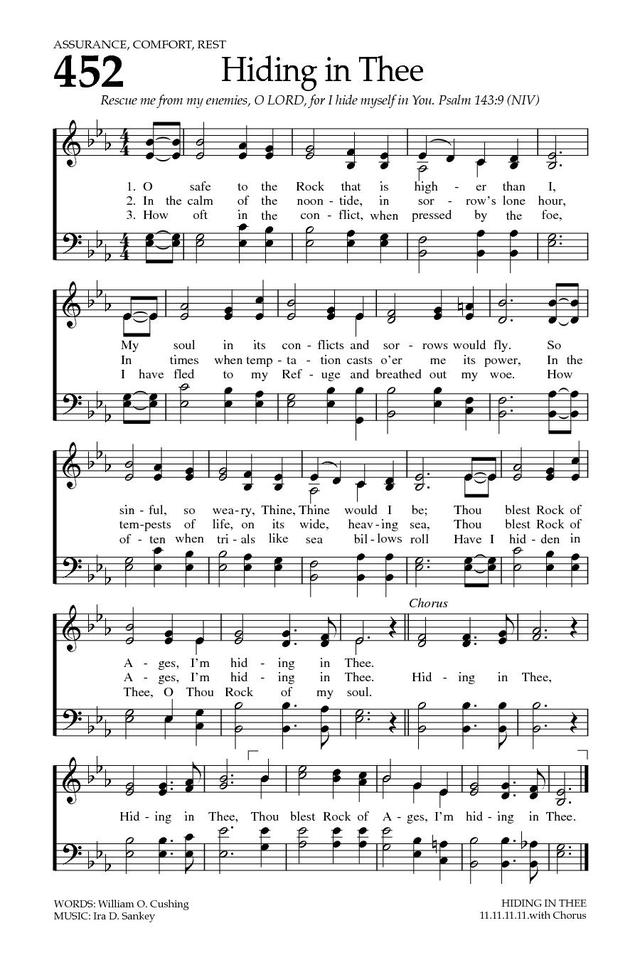 ASSURANCE, COMFORT, REST
452 Hiding in Thee
Rescue me from my enemies, O LORD, for I hide myself in You. Psalm 143:9 (NIV)
1. O safe to the Rock that is high - er than I,
2. In the calm of the noon - tide, in sor - row's lone hour,
3. How oft in the con - flict, when pressed by the foe,
My soul in its con - flicts and sor - rows would fly. So
In times when temp - ta - tion casts o'er me its power, In the
I have fled to my Ref - uge and breathed out my woe. How
sin - ful, so wea - ry, Thine, Thine would I be; Thou blest Rock of
tem - pests of life, on its wide, heav - ing sea, Thou blest Rock of
of - ten when tri - als like sea bil - lows roll Have I hid - den in
Chorus
A - ges, I'm hid - ing in Thee.
A - ges, I'm hid - ing in Thee. Hid - ing in Thee,
Thee, O Thou Rock of my soul.
Hid - ing in Thee, Thou blest Rock of A - ges, I'm hid - ing in Thee.
WORDS: William O. Cushing
MUSIC: Ira D. Sankey
HIDING IN THEE
11.11.11.11.with Chorus